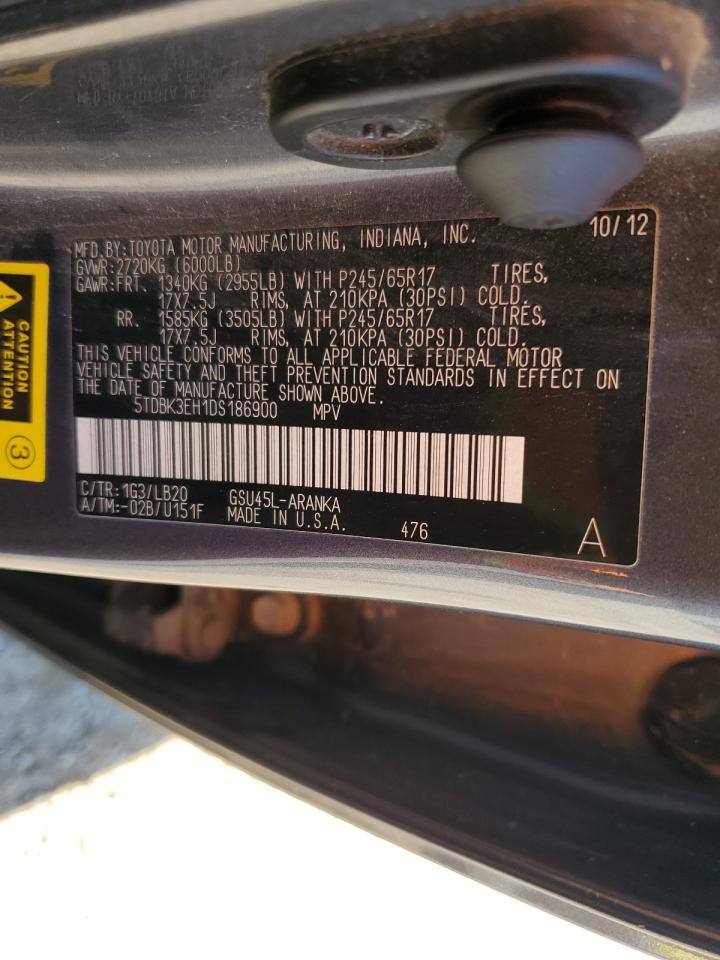 MFD. BY: TOYOTA MOTOR MANUFACTURING, INDIANA, INC. 10/12
GVWR: 2720KG (6000LB)
GAWR: FRT. 1340KG (2955LB) WITH P245/65R17 TIRES,
17X7.5J RIMS, AT 210KPA (30PSI) COLD.
RR. 1585KG (3505LB) WITH P245/65R17 TIRES,
17X7.5J RIMS, AT 210KPA (30PSI) COLD.
THIS VEHICLE CONFORMS TO ALL APPLICABLE FEDERAL MOTOR
VEHICLE SAFETY AND THEFT PREVENTION STANDARDS IN EFFECT ON
THE DATE OF MANUFACTURE SHOWN ABOVE.
5TDBK3EH1DS186900 MPV
C/TR: 1G3/LB20 GSU45L-ARANKA
A/TM: -02B/U151F MADE IN U.S.A. 476 A
CAUTION
ATTENTION
3